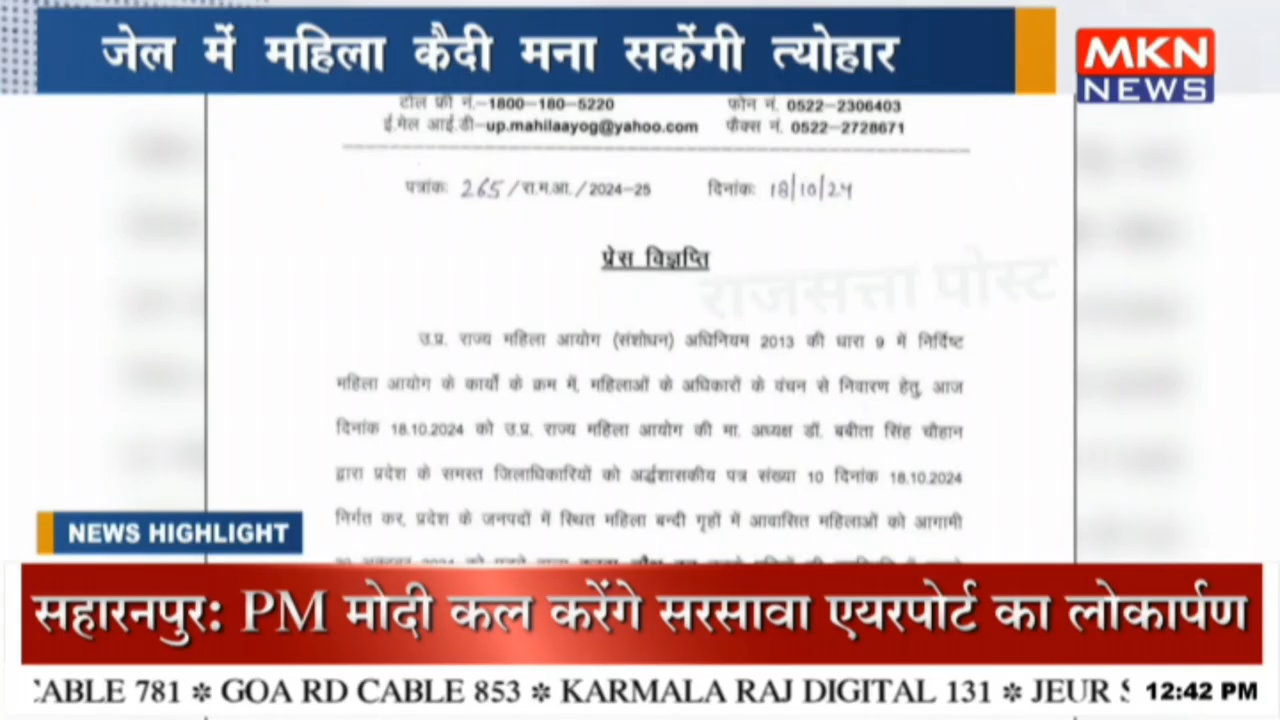 जेल में महिला कैदी मना सकेंगी त्योहार
MKN
NEWS
टोल फ्री नं.-1800-180-5220 फोन नं. 0522-2306403
ई.मेल आई.डी-up.mahilaayog@yahoo.com फैक्स नं. 0522-2728671
पत्रांक: 265/रा.म.आ./2024-25 दिनांक: 18/10/24
प्रेस विज्ञप्ति
राजसत्ता पोस्ट
उ.प्र. राज्य महिला आयोग (संशोधन) अधिनियम 2013 की धारा 9 में निर्दिष्ट
महिला आयोग के कार्यों के क्रम में, महिलाओं के अधिकारों के वंचन से निवारण हेतु, आज
दिनांक 18.10.2024 को उ.प्र. राज्य महिला आयोग की मा. अध्यक्ष डॉ. बबीता सिंह चौहान
द्वारा प्रदेश के समस्त जिलाधिकारियों को अर्द्धशासकीय पत्र संख्या 10 दिनांक 18.10.2024
निर्गत कर, प्रदेश के जनपदों में स्थित महिला बन्दी गृहों में आवासित महिलाओं को आगामी
NEWS HIGHLIGHT
सहारनपुर: PM मोदी कल करेंगे सरसावा एयरपोर्ट का लोकार्पण
CABLE 781 * GOA RD CABLE 853 * KARMALA RAJ DIGITAL 131 * JEUR 12:42 PM